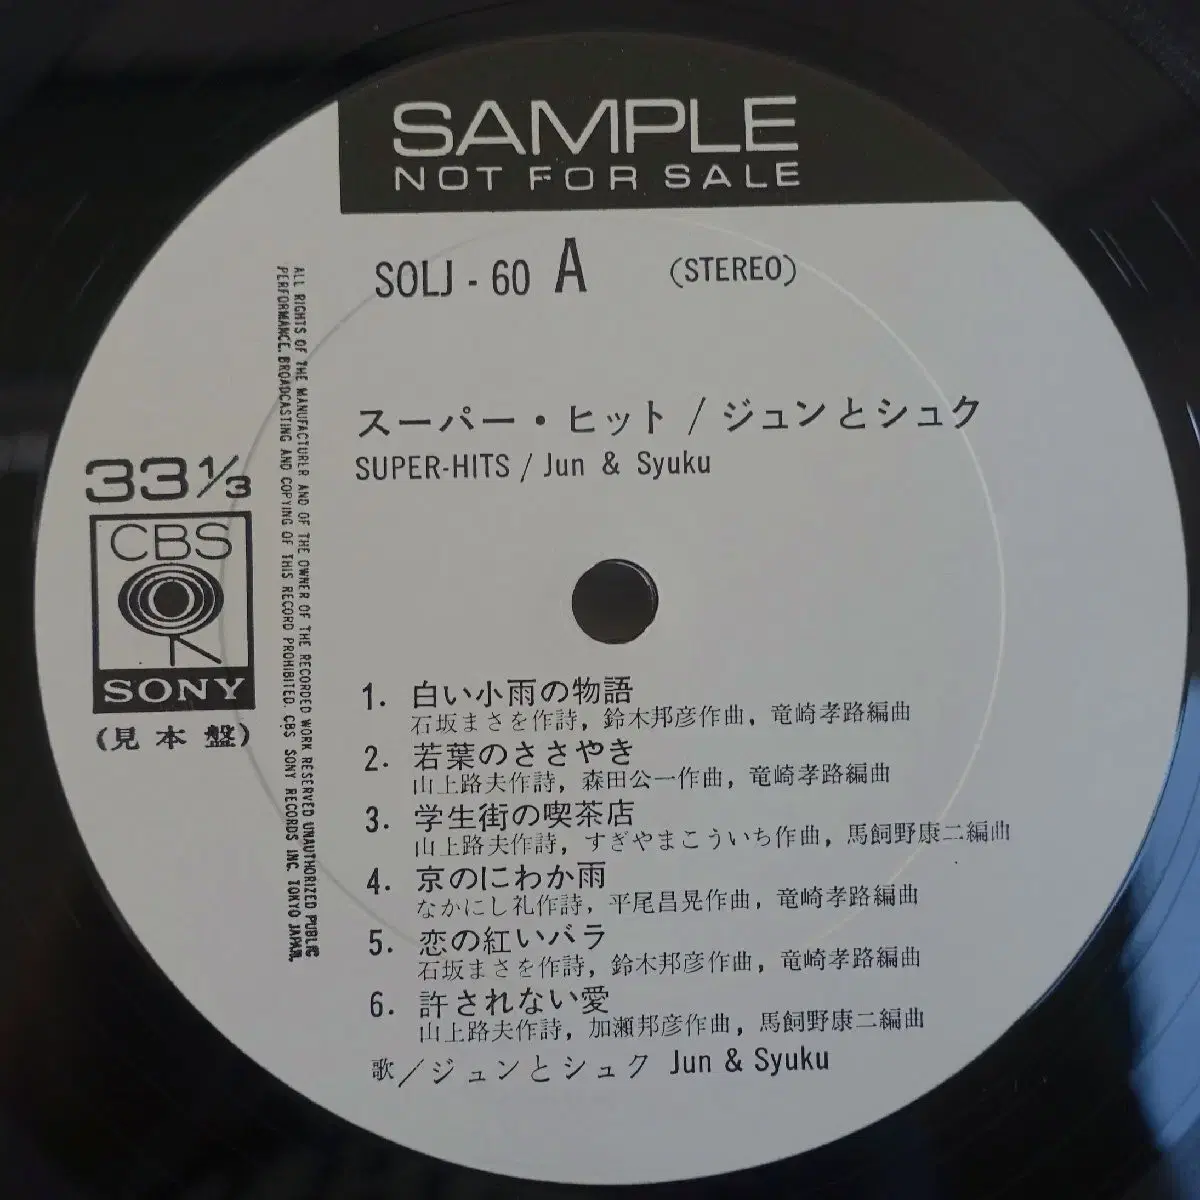 SAMPLE
NOT FOR SALE
SOLJ - 60 A (STEREO)
スーパー・ヒット / ジュンとシュク
SUPER-HITS / Jun & Syuku
33 1/3
CBS
SONY
(見本盤)
ALL RIGHTS OF THE MANUFACTURER AND OF THE OWNER OF THE RECORDED WORK RESERVED UNAUTHORIZED PUBLIC
PERFORMANCE, BROADCASTING AND COPYING OF THIS RECORD PROHIBITED. CBS SONY RECORDS INC. TOKYO JAPAN.
1. 白い小雨の物語
石坂まさを作詩, 鈴木邦彦作曲, 竜崎孝路編曲
2. 若葉のささやき
山上路夫作詩, 森田公一作曲, 竜崎孝路編曲
3. 学生街の喫茶店
山上路夫作詩, すぎやまこういち作曲, 馬飼野康二編曲
4. 京のにわか雨
なかにし礼作詩, 平尾昌晃作曲, 竜崎孝路編曲
5. 恋の紅いバラ
石坂まさを作詩, 鈴木邦彦作曲, 竜崎孝路編曲
6. 許されない愛
山上路夫作詩, 加瀬邦彦作曲, 馬飼野康二編曲
歌/ジュンとシュク Jun & Syuku